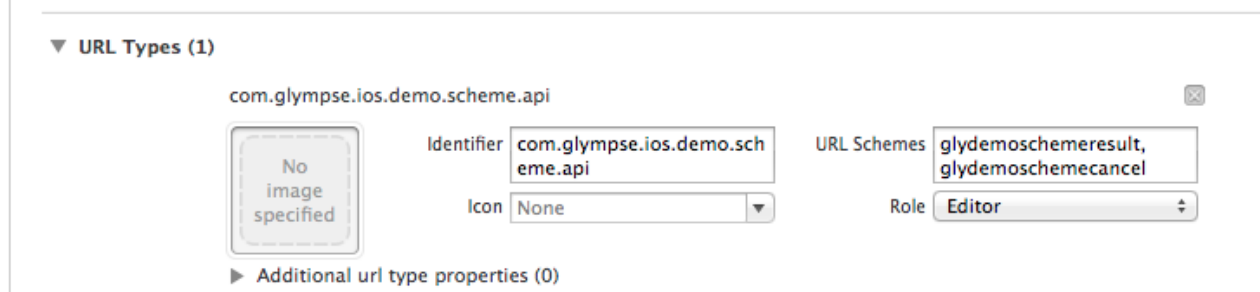 URL Types (1)
com.glympse.ios.demo.scheme.api
No
image
specified
Identifier
com.glympse.ios.demo.sch
eme.api
URL Schemes
glydemoschemeresult,
glydemoschemecancel
Icon
None
Role
Editor
Additional url type properties (0)